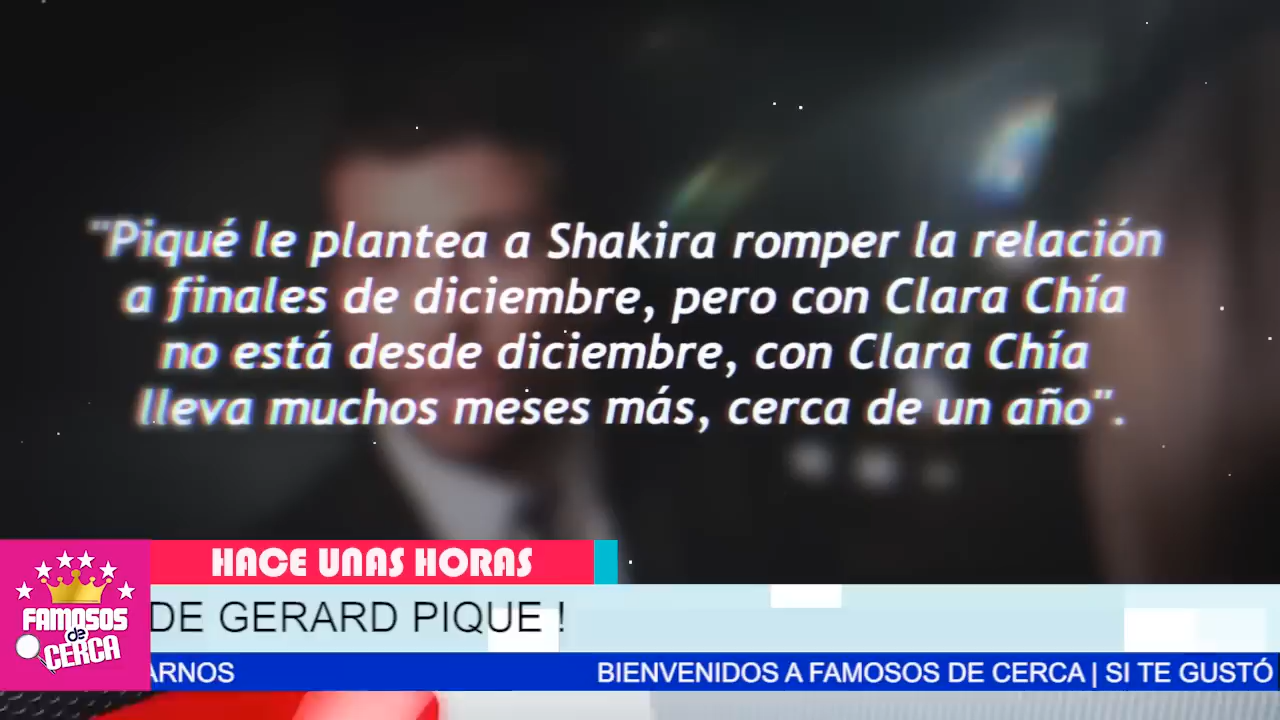 "Piqué le plantea a Shakira romper la relación
a finales de diciembre, pero con Clara Chía
no está desde diciembre, con Clara Chía
lleva muchos meses más, cerca de un año".
HACE UNAS HORAS
DE GERARD PIQUE !
FAMOSOS
de
CERCA
ARNOS
BIENVENIDOS A FAMOSOS DE CERCA | SI TE GUSTÓ